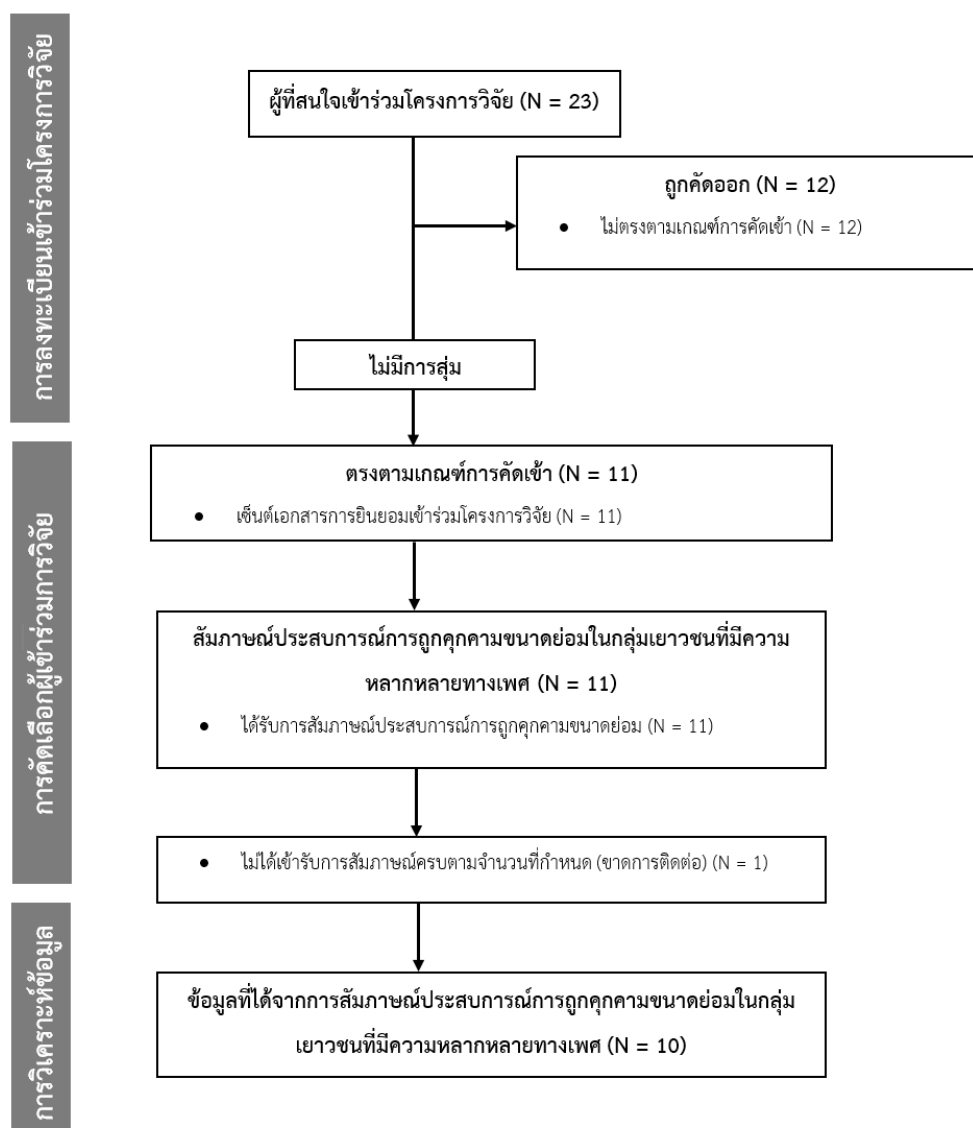 การลงทะเบียนเข้าร่วมโครงการวิจัย
ผู้ที่สนใจเข้าร่วมโครงการวิจัย (N = 23)
ถูกคัดออก (N = 12)
• ไม่ตรงตามเกณฑ์การคัดเข้า (N = 12)
ไม่มีการสุ่ม
การคัดเลือกผู้เข้าร่วมการวิจัย
ตรงตามเกณฑ์การคัดเข้า (N = 11)
• เซ็นต์เอกสารการยินยอมเข้าร่วมโครงการวิจัย (N = 11)
สัมภาษณ์ประสบการณ์การถูกคุกคามขนาดย่อมในกลุ่มเยาวชนที่มีความ
หลากหลายทางเพศ (N = 11)
• ได้รับการสัมภาษณ์ประสบการณ์การถูกคุกคามขนาดย่อม (N = 11)
• ไม่ได้เข้ารับการสัมภาษณ์ครบตามจำนวนที่กำหนด (ขาดการติดต่อ) (N = 1)
การวิเคราะห์ข้อมูล
ข้อมูลที่ได้จากการสัมภาษณ์ประสบการณ์การถูกคุกคามขนาดย่อมในกลุ่ม
เยาวชนที่มีความหลากหลายทางเพศ (N = 10)